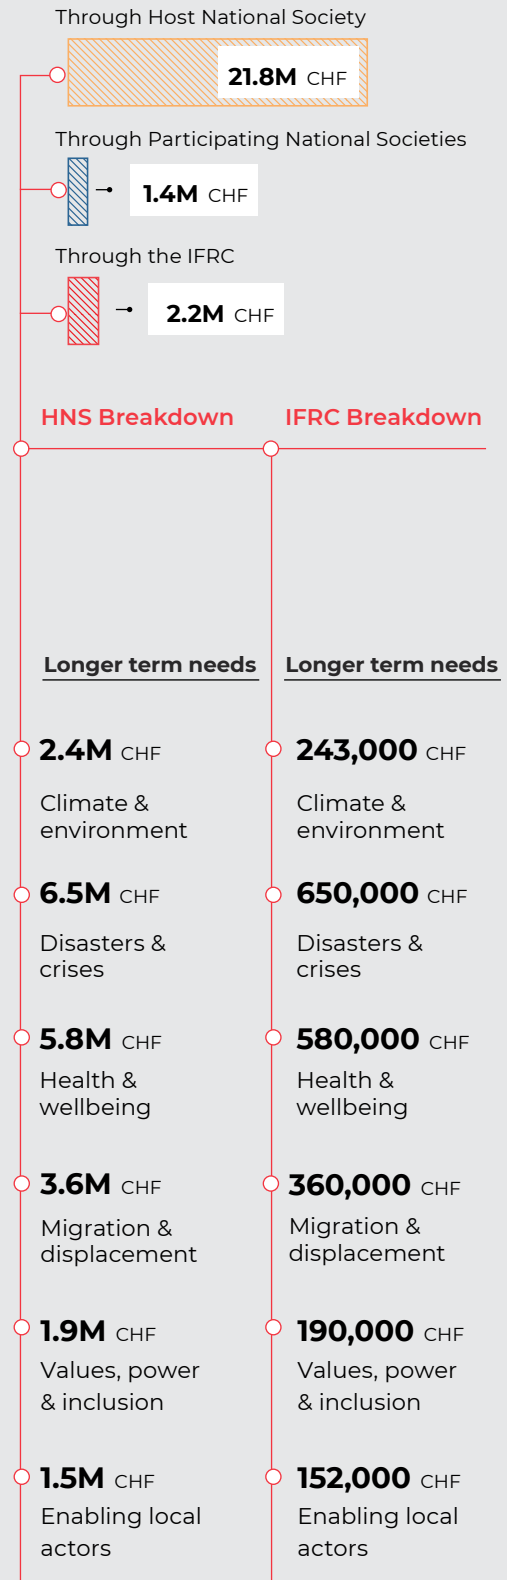 Through Host National Society
21.8M CHF
Through Participating National Societies
1.4M CHF
Through the IFRC
2.2M CHF
HNS Breakdown
IFRC Breakdown
Longer term needs
Longer term needs
2.4M CHF
Climate &
environment
243,000 CHF
Climate &
environment
6.5M CHF
Disasters &
crises
650,000 CHF
Disasters &
crises
5.8M CHF
Health &
wellbeing
580,000 CHF
Health &
wellbeing
3.6M CHF
Migration &
displacement
360,000 CHF
Migration &
displacement
1.9M CHF
Values, power
& inclusion
190,000 CHF
Values, power
& inclusion
1.5M CHF
Enabling local
actors
152,000 CHF
Enabling local
actors